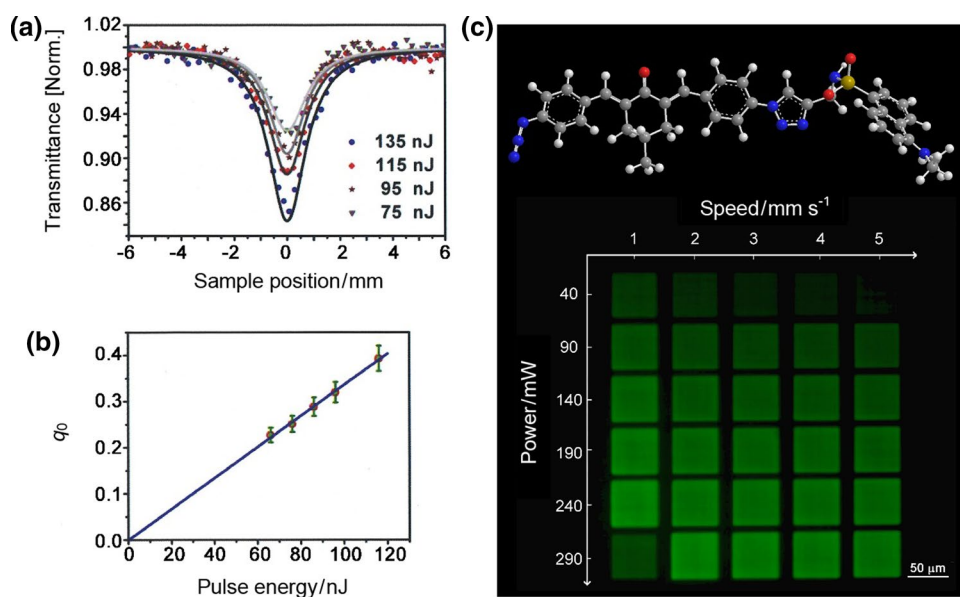 (a)
1.02
0.98
0.94
0.90
0.86
Transmittance [Norm.]
135 nJ
115 nJ
95 nJ
75 nJ
-6 -4 -2 0 2 4 6
Sample position/mm
(b)
0.4
0.3
0.2
0.1
0.0
q0
0 20 40 60 80 100 120
Pulse energy/nJ
(c)
Speed/mm s⁻¹
1 2 3 4 5
Power/mW
40
90
140
190
240
290
50 µm